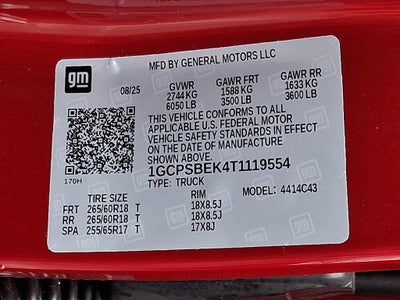 gm
MFD BY GENERAL MOTORS LLC
08/25 GVWR GAWR FRT GAWR RR
2744 KG 1588 KG 1633 KG
6050 LB 3500 LB 3600 LB
THIS VEHICLE CONFORMS TO ALL
APPLICABLE U.S. FEDERAL MOTOR
VEHICLE SAFETY STANDARDS IN
EFFECT ON THE DATE OF
MANUFACTURE SHOWN ABOVE.
1GCPSBEK4T1119554
170H TYPE: TRUCK MODEL: 4414C43
TIRE SIZE RIM
FRT 265/60R18 T 18X8.5J
RR 265/60R18 T 18X8.5J
SPA 255/65R17 T 17X8J